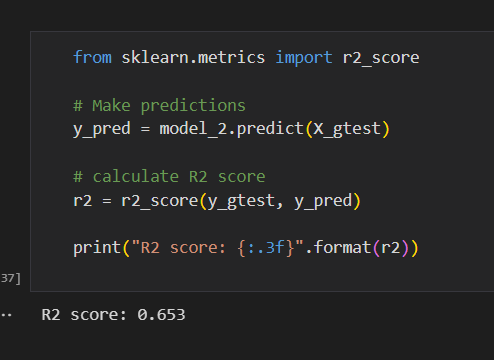 from sklearn.metrics import r2_score
# Make predictions
y_pred = model_2.predict(X_gtest)
# calculate R2 score
r2 = r2_score(y_gtest, y_pred)
print("R2 score: {:.3f}".format(r2))
37]
··
R2 score: 0.653